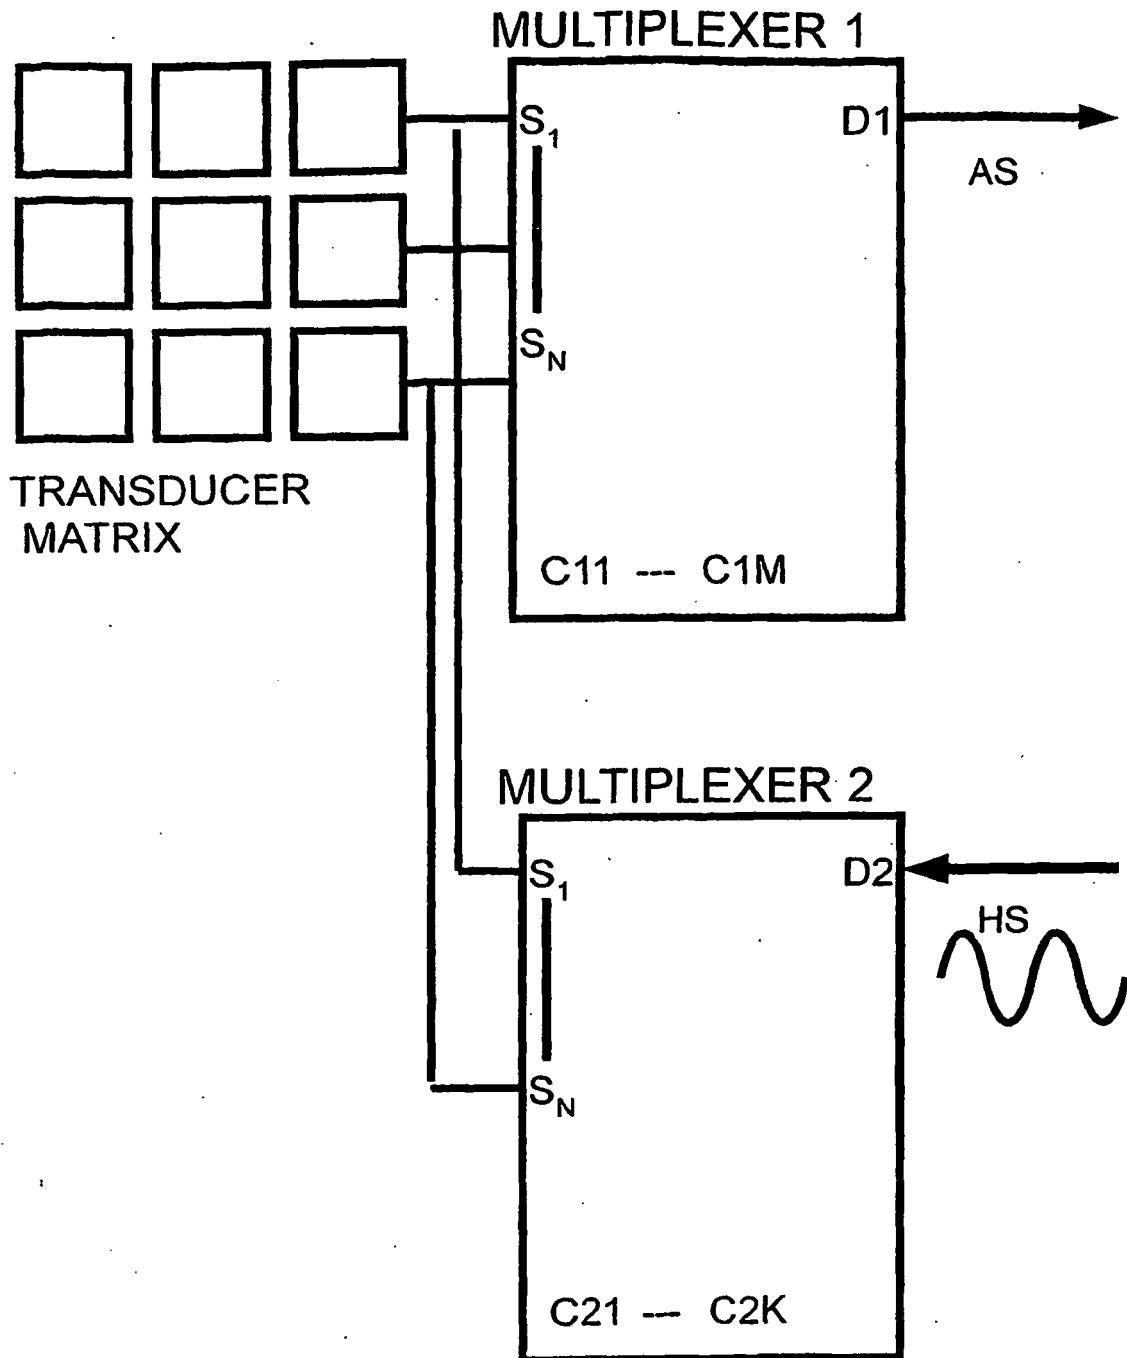 MULTIPLEXER 1
S1
D1
AS
SN
TRANSDUCER
MATRIX
C11 --- C1M
MULTIPLEXER 2
S1
D2
HS
SN
C21 --- C2K